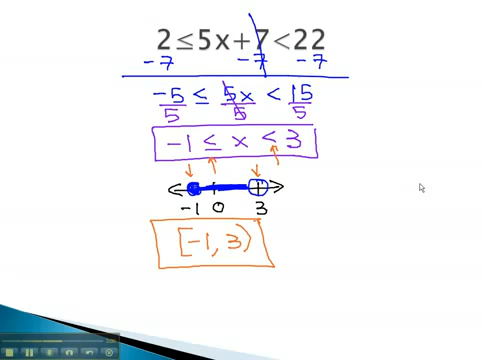 2 ≤ 5x + 7 < 22
-7 -7 -7
-5/5 ≤ 5x/5 < 15/5
-1 ≤ x < 3
-1 0 3
[-1, 3)